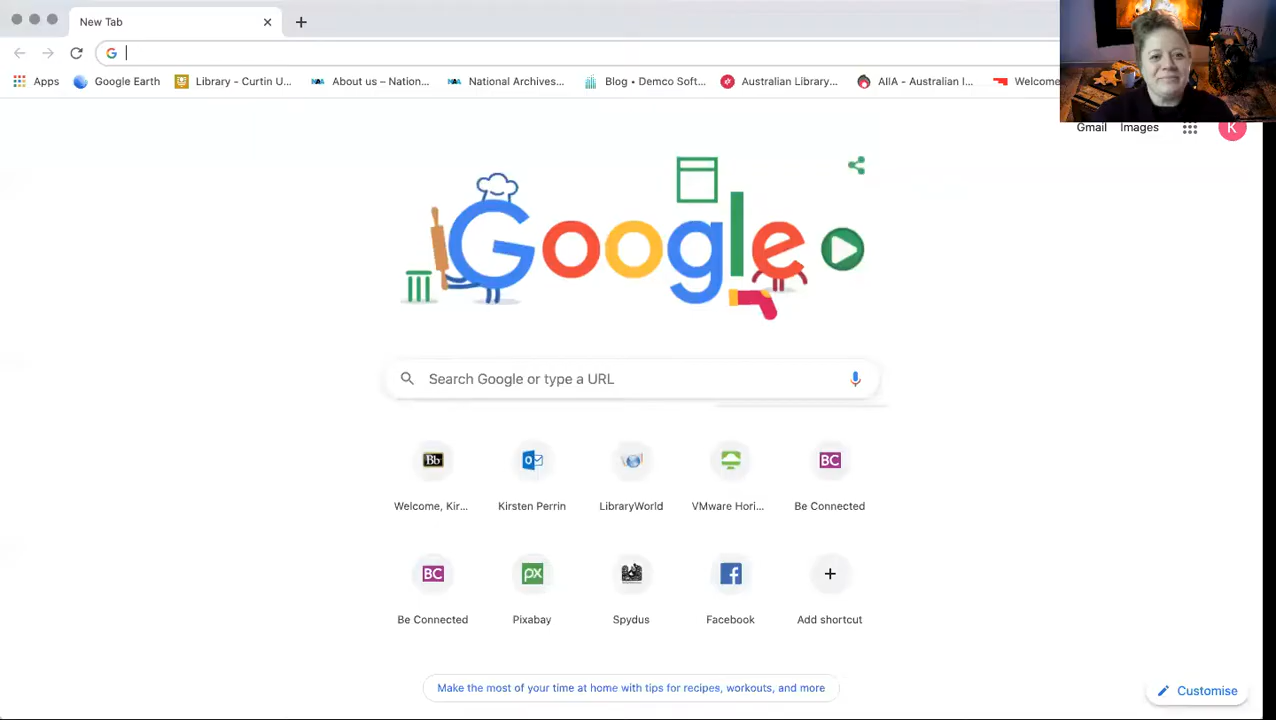 New Tab
Apps Google Earth Library - Curtin U... About us – Nation... National Archives... Blog • Demco Soft... Australian Library... AllA - Australian I... Welcome
Gmail Images K
Google
Search Google or type a URL
Bb BC
Welcome, Kir... Kirsten Perrin LibraryWorld VMware Hori... Be Connected
BC px
Be Connected Pixabay Spydus Facebook Add shortcut
Make the most of your time at home with tips for recipes, workouts, and more
Customise